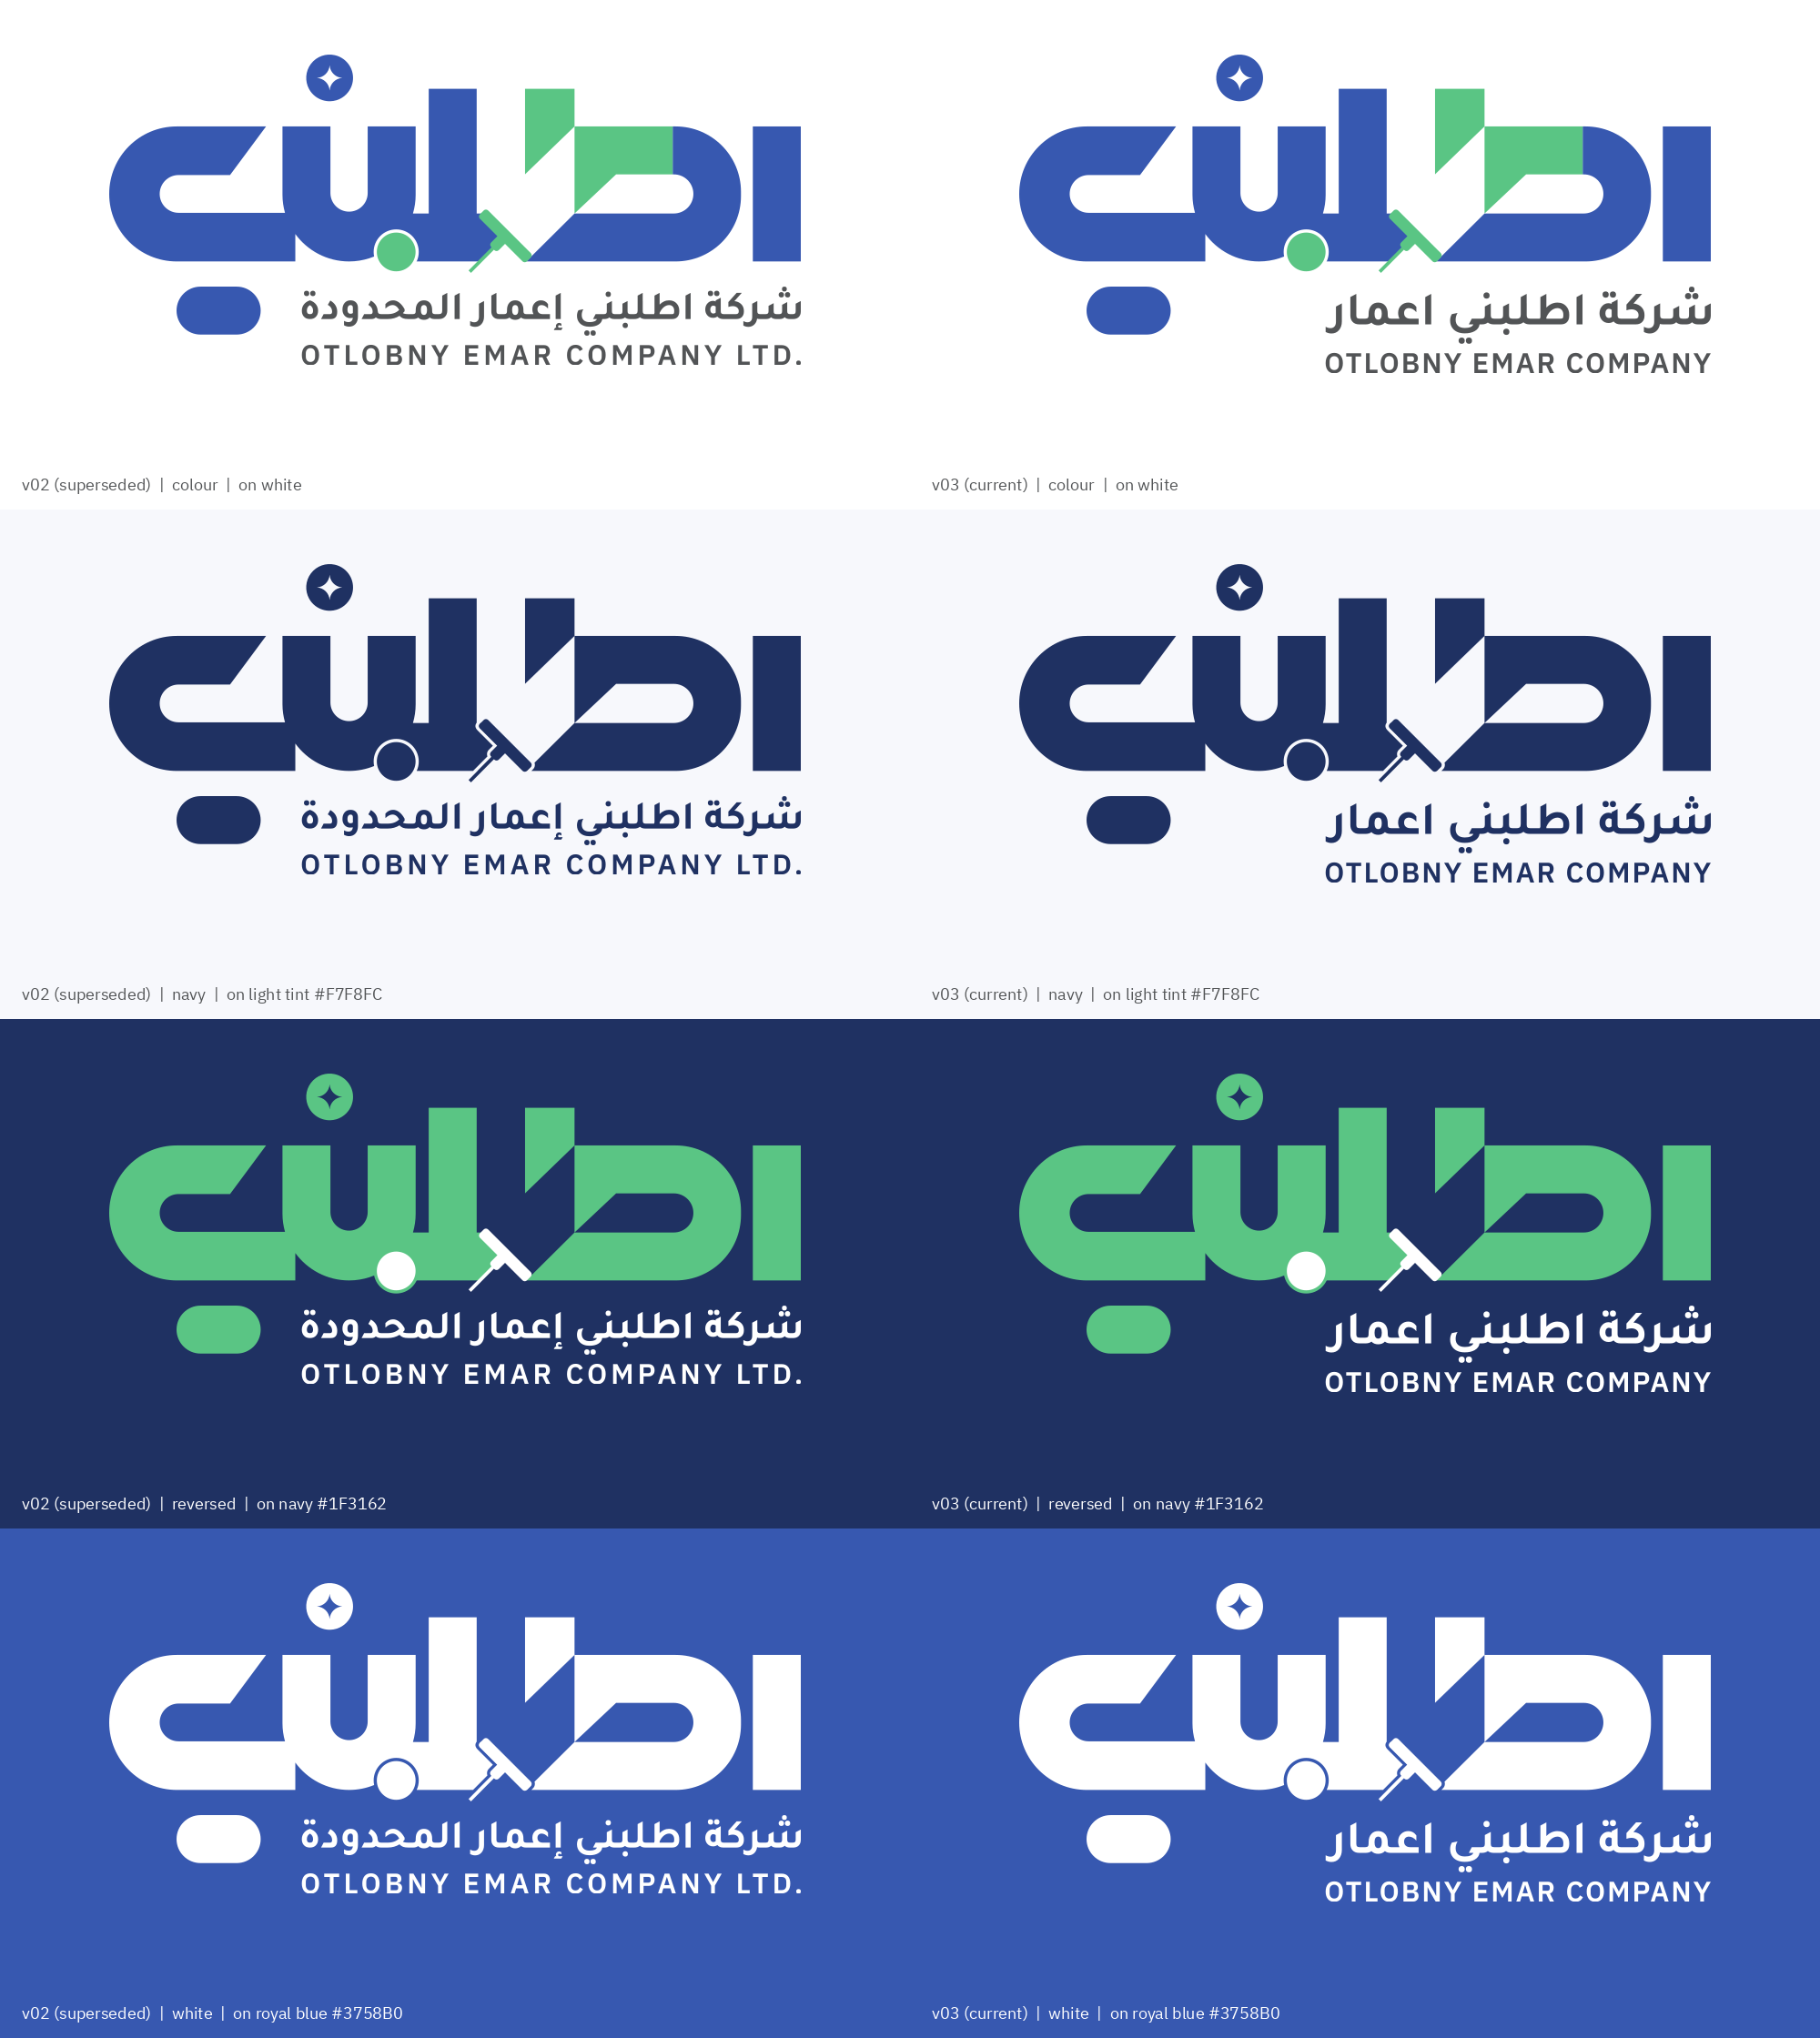 اطلبني
شركة اطلبني إعمار المحدودة
OTLOBNY EMAR COMPANY LTD.
v02 (superseded) | colour | on white
اطلبني
شركة اطلبني اعمار
OTLOBNY EMAR COMPANY
v03 (current) | colour | on white
اطلبني
شركة اطلبني إعمار المحدودة
OTLOBNY EMAR COMPANY LTD.
v02 (superseded) | navy | on light tint #F7F8FC
اطلبني
شركة اطلبني اعمار
OTLOBNY EMAR COMPANY
v03 (current) | navy | on light tint #F7F8FC
اطلبني
شركة اطلبني إعمار المحدودة
OTLOBNY EMAR COMPANY LTD.
v02 (superseded) | reversed | on navy #1F3162
اطلبني
شركة اطلبني اعمار
OTLOBNY EMAR COMPANY
v03 (current) | reversed | on navy #1F3162
اطلبني
شركة اطلبني إعمار المحدودة
OTLOBNY EMAR COMPANY LTD.
v02 (superseded) | white | on royal blue #3758B0
اطلبني
شركة اطلبني اعمار
OTLOBNY EMAR COMPANY
v03 (current) | white | on royal blue #3758B0